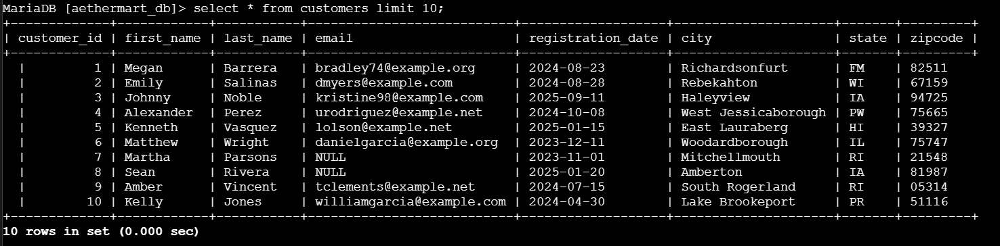 MariaDB [aethermart_db]> select * from customers limit 10;
+-------------+------------+-----------+---------------------------+-------------------+---------------------+-------+---------+
| customer_id | first_name | last_name | email                     | registration_date | city                | state | zipcode |
+-------------+------------+-----------+---------------------------+-------------------+---------------------+-------+---------+
  |         1 | Megan      | Barrera   | bradley74@example.org     | 2024-08-23        | Richardsonfurt      | FM    | 82511
  |         2 | Emily      | Salinas   | dmyers@example.com        | 2024-08-28        | Rebekahton          | WI    | 67159
  |         3 | Johnny     | Noble     | kristine98@example.com    | 2025-09-11        | Haleyview           | IA    | 94725
  |         4 | Alexander  | Perez     | urodriguez@example.net    | 2024-10-08        | West Jessicaborough | PW    | 75665
  |         5 | Kenneth    | Vasquez   | lolson@example.net        | 2025-01-15        | East Lauraberg      | HI    | 39327
  |         6 | Matthew    | Wright    | danielgarcia@example.org  | 2023-12-11        | Woodardborough      | IL    | 75747
  |         7 | Martha     | Parsons   | NULL                      | 2023-11-01        | Mitchellmouth       | RI    | 21548
  |         8 | Sean       | Rivera    | NULL                      | 2025-01-20        | Amberton            | IA    | 81987
  |         9 | Amber      | Vincent   | tclements@example.net     | 2024-07-15        | South Rogerland     | RI    | 05314
  |        10 | Kelly      | Jones     | williamgarcia@example.com | 2024-04-30        | Lake Brookeport     | PR    | 51116
+-------------+------------+-----------+---------------------------+-------------------+---------------------+-------+---------+
10 rows in set (0.000 sec)